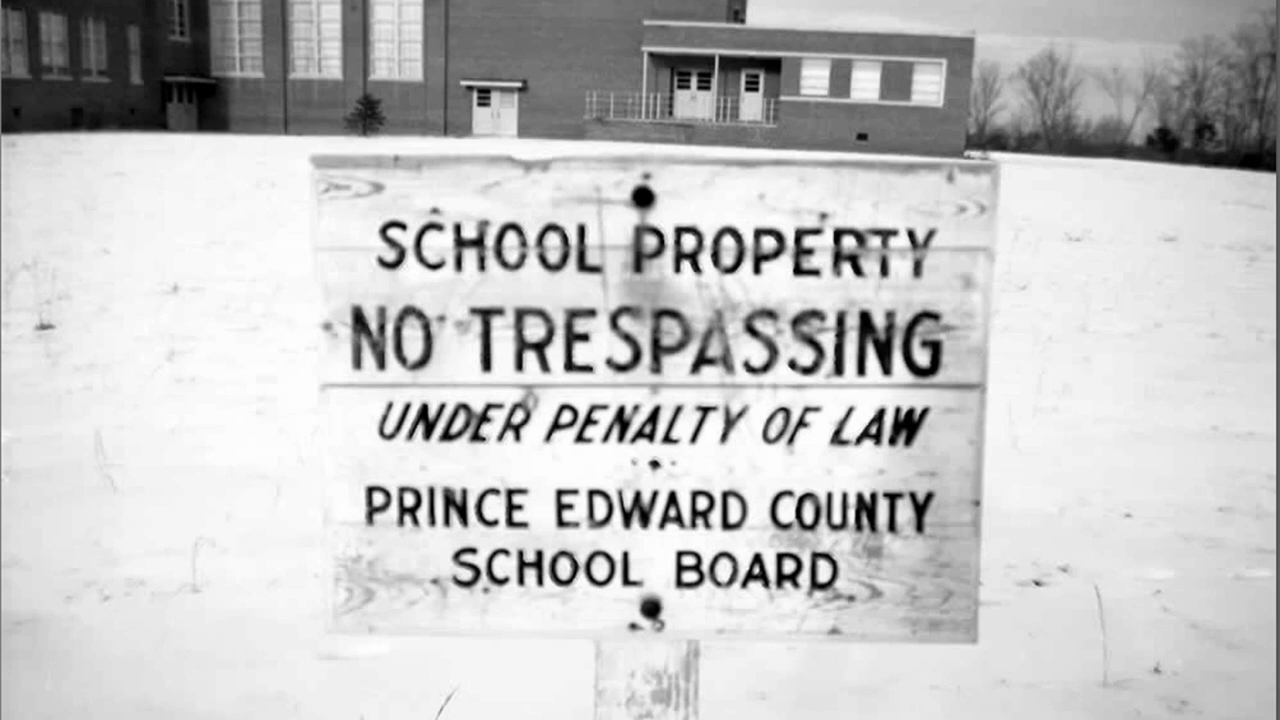 SCHOOL PROPERTY
NO TRESPASSING
UNDER PENALTY OF LAW
PRINCE EDWARD COUNTY
SCHOOL BOARD